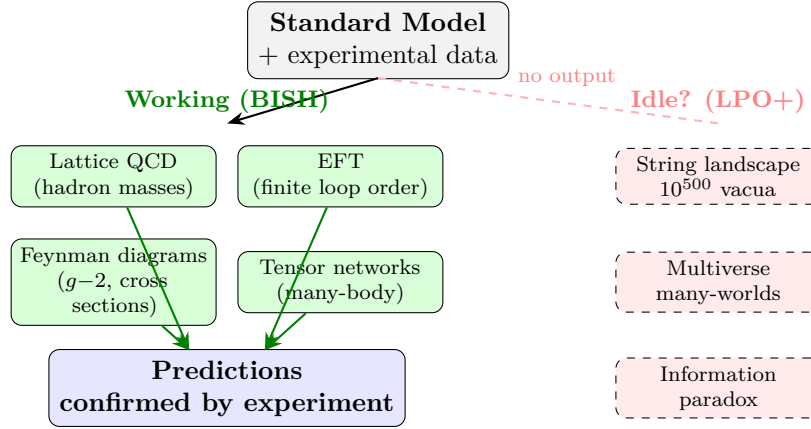 Standard Model
+ experimental data
no output
Working (BISH)
Idle? (LPO+)
Lattice QCD
(hadron masses)
EFT
(finite loop order)
String landscape
10⁵⁰⁰ vacua
Feynman diagrams
(g−2, cross
sections)
Tensor networks
(many-body)
Multiverse
many-worlds
Predictions
confirmed by experiment
Information
paradox